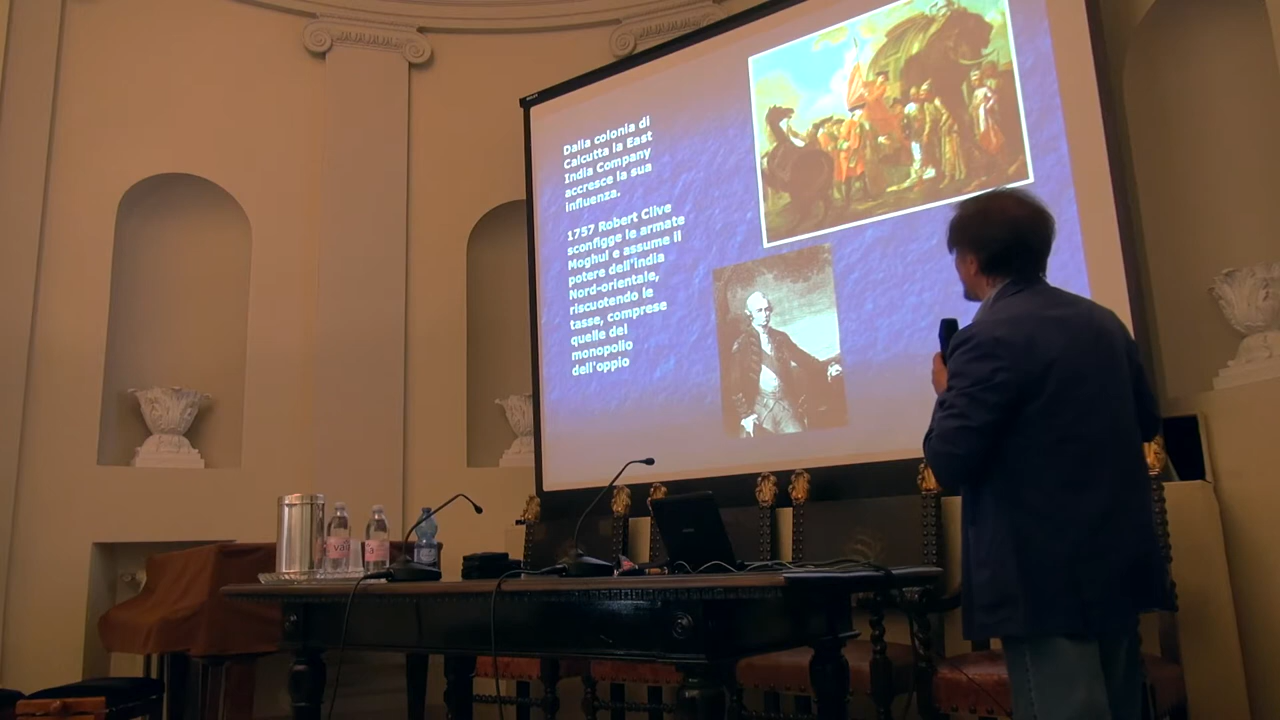 Dalla colonia di
Calcutta la East
India Company
accresce la sua
influenza.
1757 Robert Clive
sconfigge le armate
Moghul e assume il
potere dell'india
Nord-orientale,
riscuotendo le
tasse, comprese
quelle del
monopolio
dell'oppio